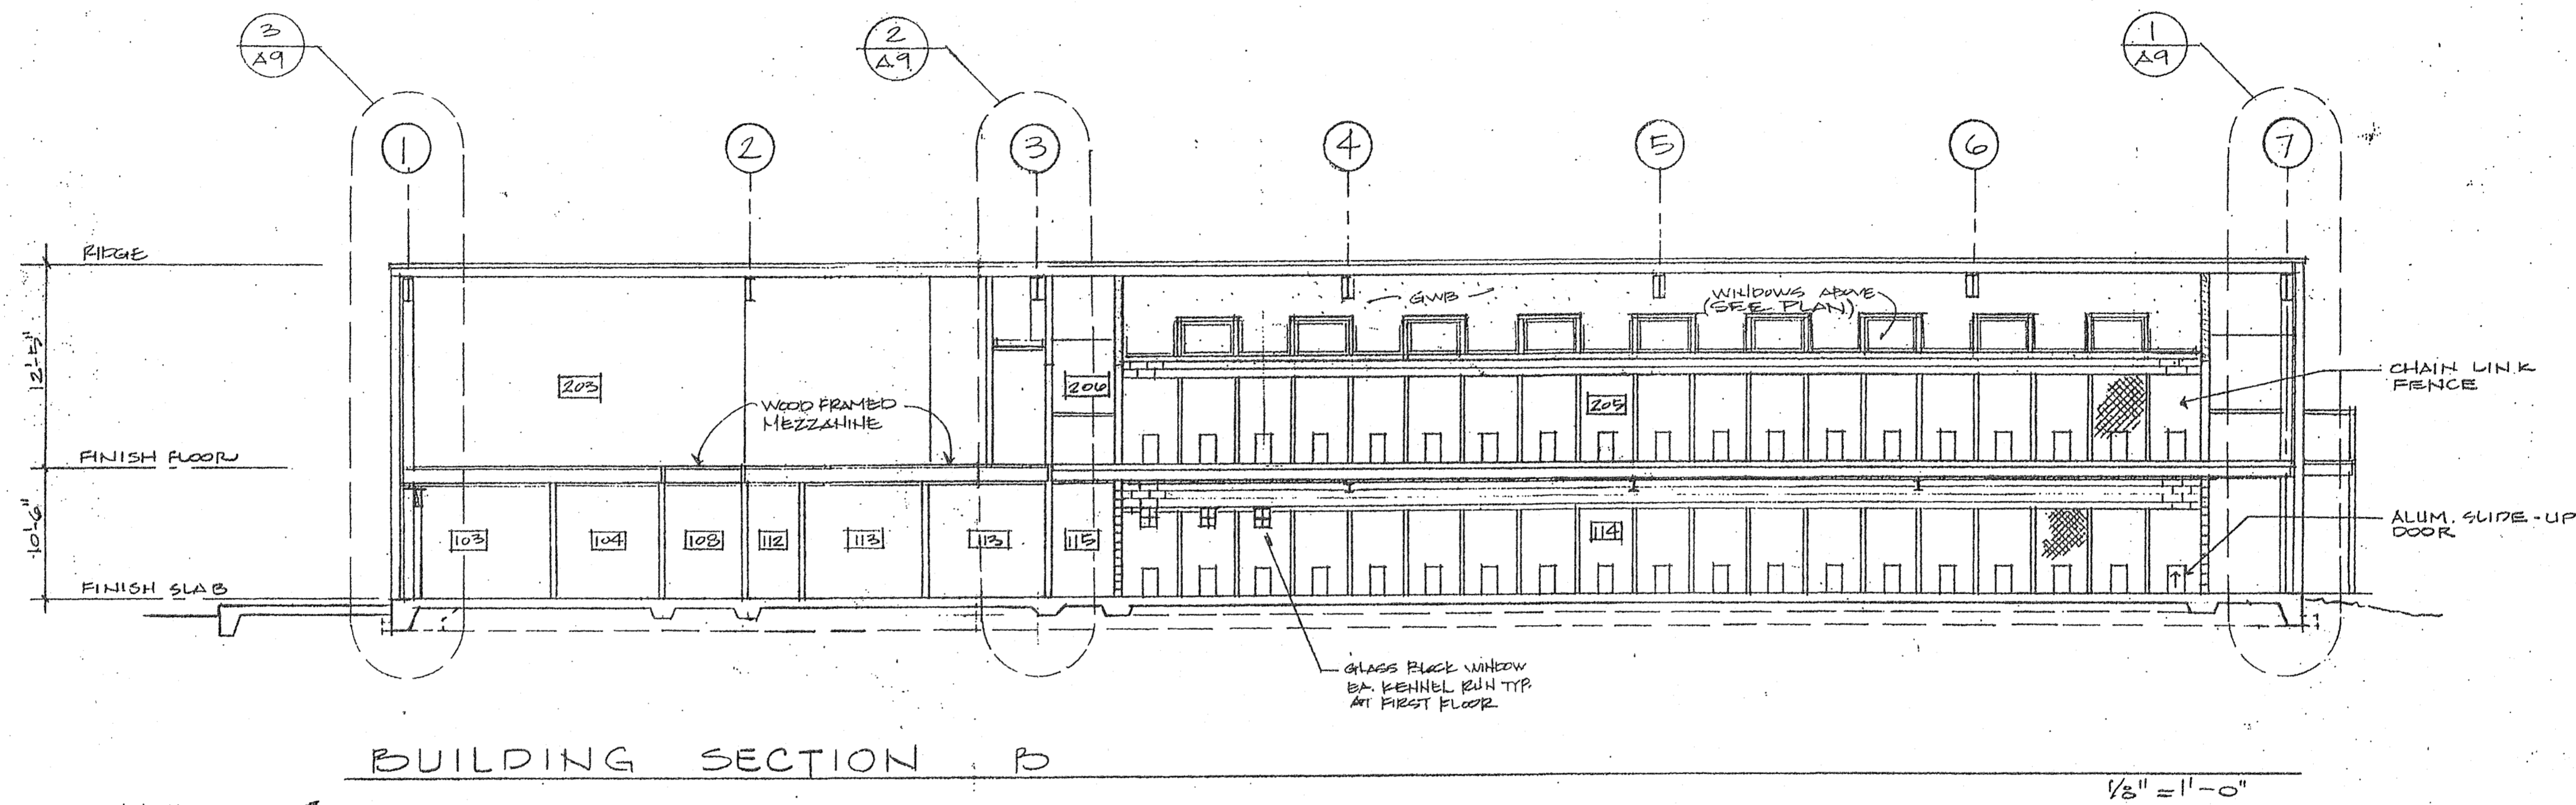 3
A9
2
A9
1
A9
1
2
3
4
5
6
7
RIDGE
GWB
WINDOWS ABOVE
(SEE PLAN)
12'-5"
203
206
CHAIN LINK
FENCE
WOOD FRAMED
MEZZANINE
205
FINISH FLOOR
10'-6"
103
104
108
112
113
113
115
114
ALUM. SLIDE-UP
DOOR
FINISH SLAB
GLASS BLOCK WINDOW
EA. KENNEL RUN TYP.
AT FIRST FLOOR
BUILDING SECTION B
1/8" = 1'-0"